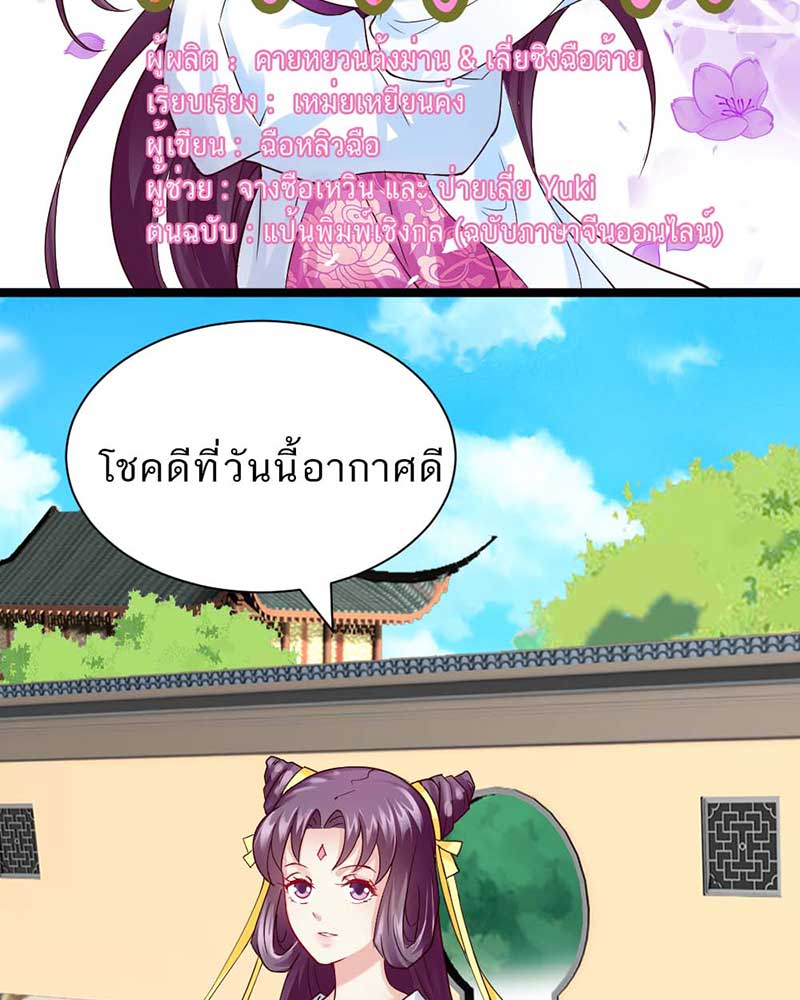 ผู้ผลิต : คายหยวนต้งม่าน & เลี่ยซิงฉือต้าย
เรียบเรียง : เหม่ยเหยียนค่ง
ผู้เขียน : ฉือหลิวฉือ
ผู้ช่วย : จางซือเหวิน และ ป่ายเลี่ย Yuki
ต้นฉบับ : แป้นพิมพ์เชิงกล (ฉบับภาษาจีนออนไลน์)
โชคดีที่วันนี้อากาศดี